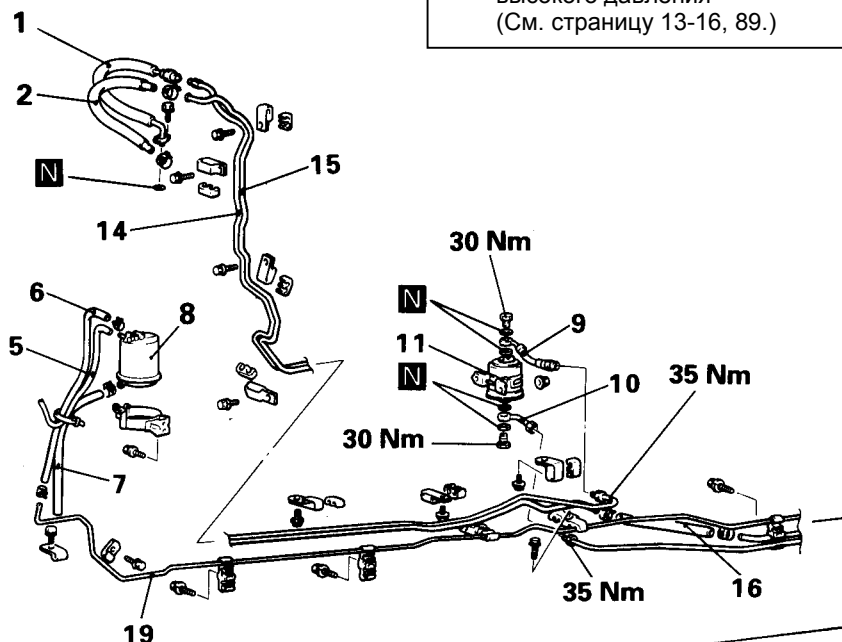 высокого давления
(См. страницу 13-16, 89.)
1
2
N
15
14
30 Nm
6
8
N
9
5
11
N
10
35 Nm
30 Nm
7
35 Nm
16
19